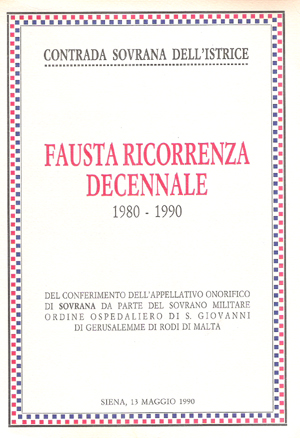 CONTRADA SOVRANA DELL'ISTRICE
FAUSTA RICORRENZA
DECENNALE
1980 - 1990
DEL CONFERIMENTO DELL'APPELLATIVO ONORIFICO
DI SOVRANA DA PARTE DEL SOVRANO MILITARE
ORDINE OSPEDALIERO DI S. GIOVANNI
DI GERUSALEMME DI RODI DI MALTA
SIENA, 13 MAGGIO 1990